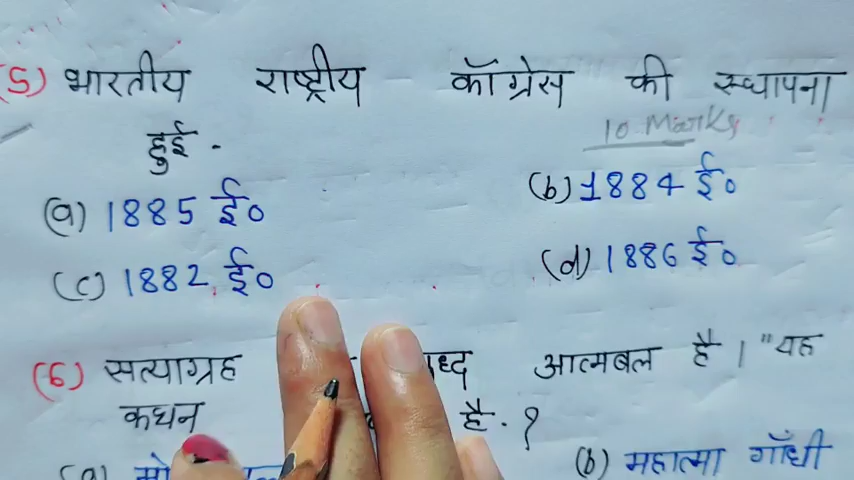 (5) भारतीय राष्ट्रीय कॉग्रेस की स्थापना
हुई - 10 Marks
(a) 1885 ई० (b) 1884 ई०
(c) 1882 ई० (d) 1886 ई०
(6) सत्याग्रह आत्मबल है । "यह
कथन है - ?
(a) (b) महात्मा गाँधी